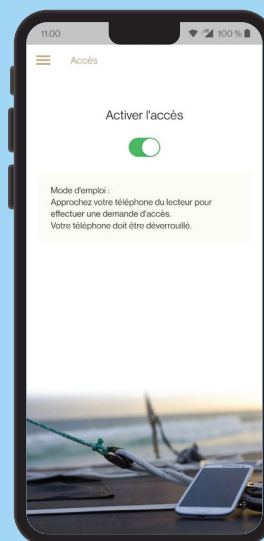 11:00 100 %
Accès
Activer l'accès
Mode d'emploi :
Approchez votre téléphone du lecteur pour
effectuer une demande d'accès.
Votre téléphone doit être déverrouillé.